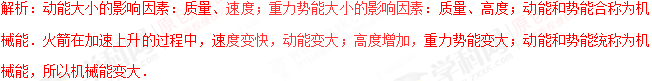 解析：动能大小的影响因素：质量、速度；重力势能大小的影响因素：质量、高度；动能和势能合称为机
械能．火箭在加速上升的过程中，速度变快，动能变大；高度增加，重力势能变大；动能和势能统称为机
械能，所以机械能变大．